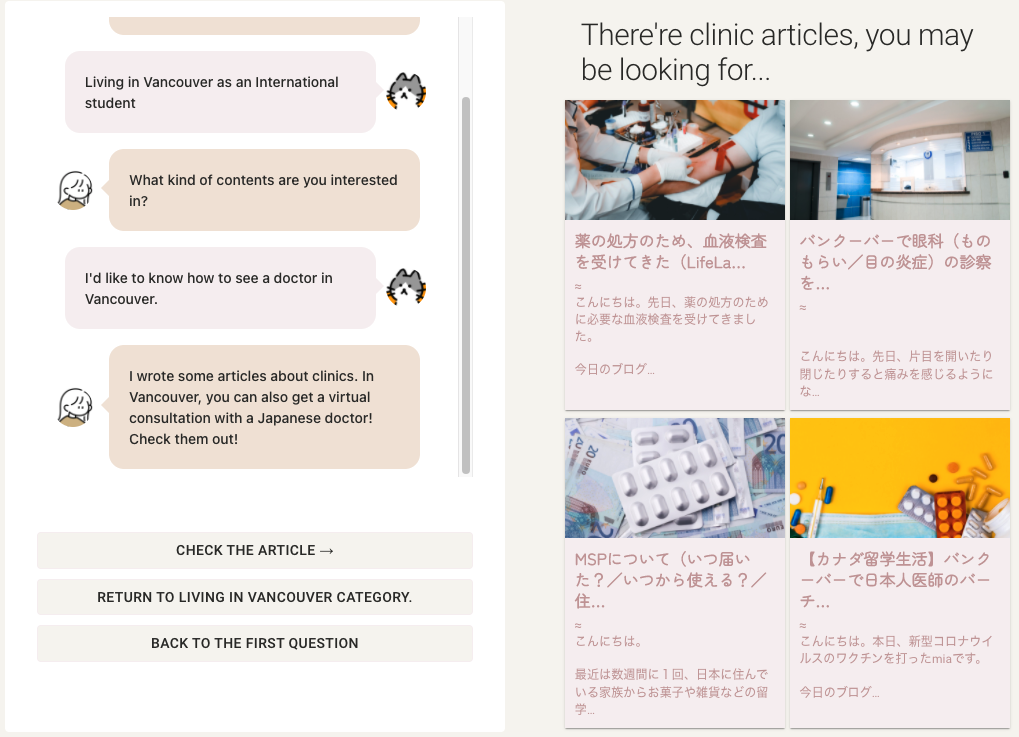 Living in Vancouver as an International
student
What kind of contents are you interested
in?
I'd like to know how to see a doctor in
Vancouver.
I wrote some articles about clinics. In
Vancouver, you can also get a virtual
consultation with a Japanese doctor!
Check them out!
CHECK THE ARTICLE →
RETURN TO LIVING IN VANCOUVER CATEGORY.
BACK TO THE FIRST QUESTION
There're clinic articles, you may
be looking for...
薬の処方のため、血液検査
を受けてきた（LifeLa...
≈
こんにちは。先日、薬の処方のため
に必要な血液検査を受けてきまし
た。
今日のブログ...
バンクーバーで眼科（もの
もらい／目の炎症）の診察
を...
≈
こんにちは。先日、片目を開いたり
閉じたりすると痛みを感じるように
な...
20
EURO
20
MSPについて（いつ届い
た？／いつから使える？／
住...
≈
こんにちは。
最近は数週間に１回、日本に住んで
いる家族からお菓子や雑貨などの留
学...
【カナダ留学生活】バンク
ーバーで日本人医師のバー
チ...
≈
こんにちは。本日、新型コロナウイ
ルスのワクチンを打ったmiaです。
今日のブログ...